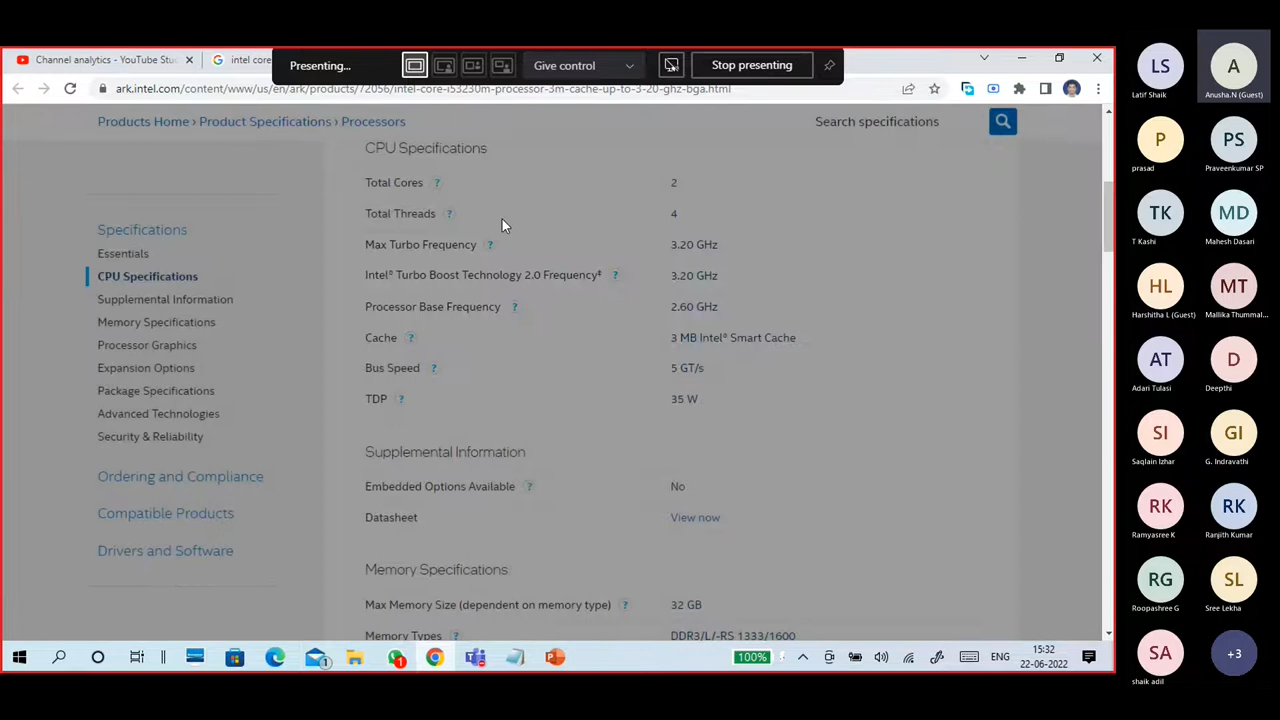 Channel analytics - YouTube Stu
intel core
Presenting...
Give control
Stop presenting
ark.intel.com/content/www/us/en/ark/products/72056/intel-core-i53230m-processor-3m-cache-up-to-3-20-ghz-bga.html
Products Home › Product Specifications › Processors
Search specifications
Specifications
Essentials
CPU Specifications
Supplemental Information
Memory Specifications
Processor Graphics
Expansion Options
Package Specifications
Advanced Technologies
Security & Reliability
Ordering and Compliance
Compatible Products
Drivers and Software
CPU Specifications
Total Cores ? 2
Total Threads ? 4
Max Turbo Frequency ? 3.20 GHz
Intel® Turbo Boost Technology 2.0 Frequency‡ ? 3.20 GHz
Processor Base Frequency ? 2.60 GHz
Cache ? 3 MB Intel® Smart Cache
Bus Speed ? 5 GT/s
TDP ? 35 W
Supplemental Information
Embedded Options Available ? No
Datasheet View now
Memory Specifications
Max Memory Size (dependent on memory type) ? 32 GB
Memory Types ? DDR3/L/-RS 1333/1600
1
1
100%
ENG
15:32
22-06-2022
LS
Latif Shaik
A
Anusha.N (Guest)
P
prasad
PS
Praveenkumar SP
TK
T Kashi
MD
Mahesh Dasari
HL
Harshitha L (Guest)
MT
Mallika Thummal...
AT
Adari Tulasi
D
Deepthi
SI
Saqlain Izhar
GI
G. Indravathi
RK
Ramyasree K
RK
Ranjith Kumar
RG
Roopashree G
SL
Sree Lekha
SA
shaik adil
+3